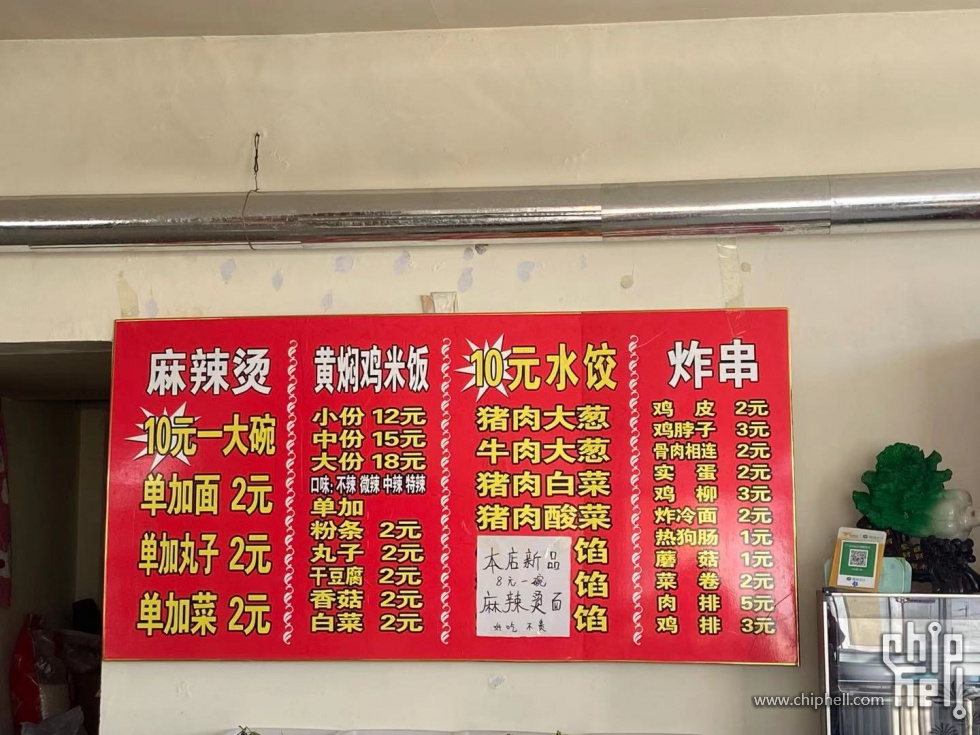 麻辣烫
10元一大碗
单加面 2元
单加丸子 2元
单加菜 2元
黄焖鸡米饭
小份 12元
中份 15元
大份 18元
口味: 不辣 微辣 中辣 特辣
单加
粉条 2元
丸子 2元
干豆腐 2元
香菇 2元
白菜 2元
10元水饺
猪肉大葱
牛肉大葱
猪肉白菜
猪肉酸菜
馅
馅
馅
本店新品
8元一碗
麻辣烫面
好吃 不贵
炸串
鸡皮 2元
鸡脖子 3元
骨肉相连 2元
实蛋 2元
鸡柳 3元
炸冷面 2元
热狗肠 1元
蘑菇 1元
菜卷 2元
肉排 5元
鸡排 3元
www.chiphell.com
chip
hell